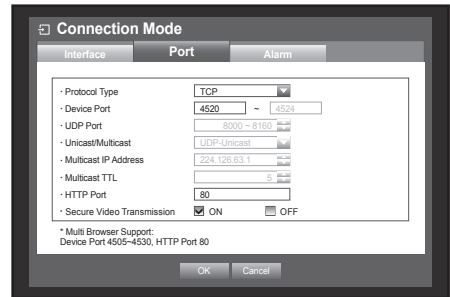 Connection Mode
Interface Port Alarm
· Protocol Type TCP
· Device Port 4520 ~ 4524
· UDP Port 8000 ~ 8160
· Unicast/Multicast UDP-Unicast
· Multicast IP Address 224.126.63.1
· Multicast TTL 5
· HTTP Port 80
· Secure Video Transmission ON OFF
* Multi Browser Support:
Device Port 4505~4530, HTTP Port 80
OK Cancel